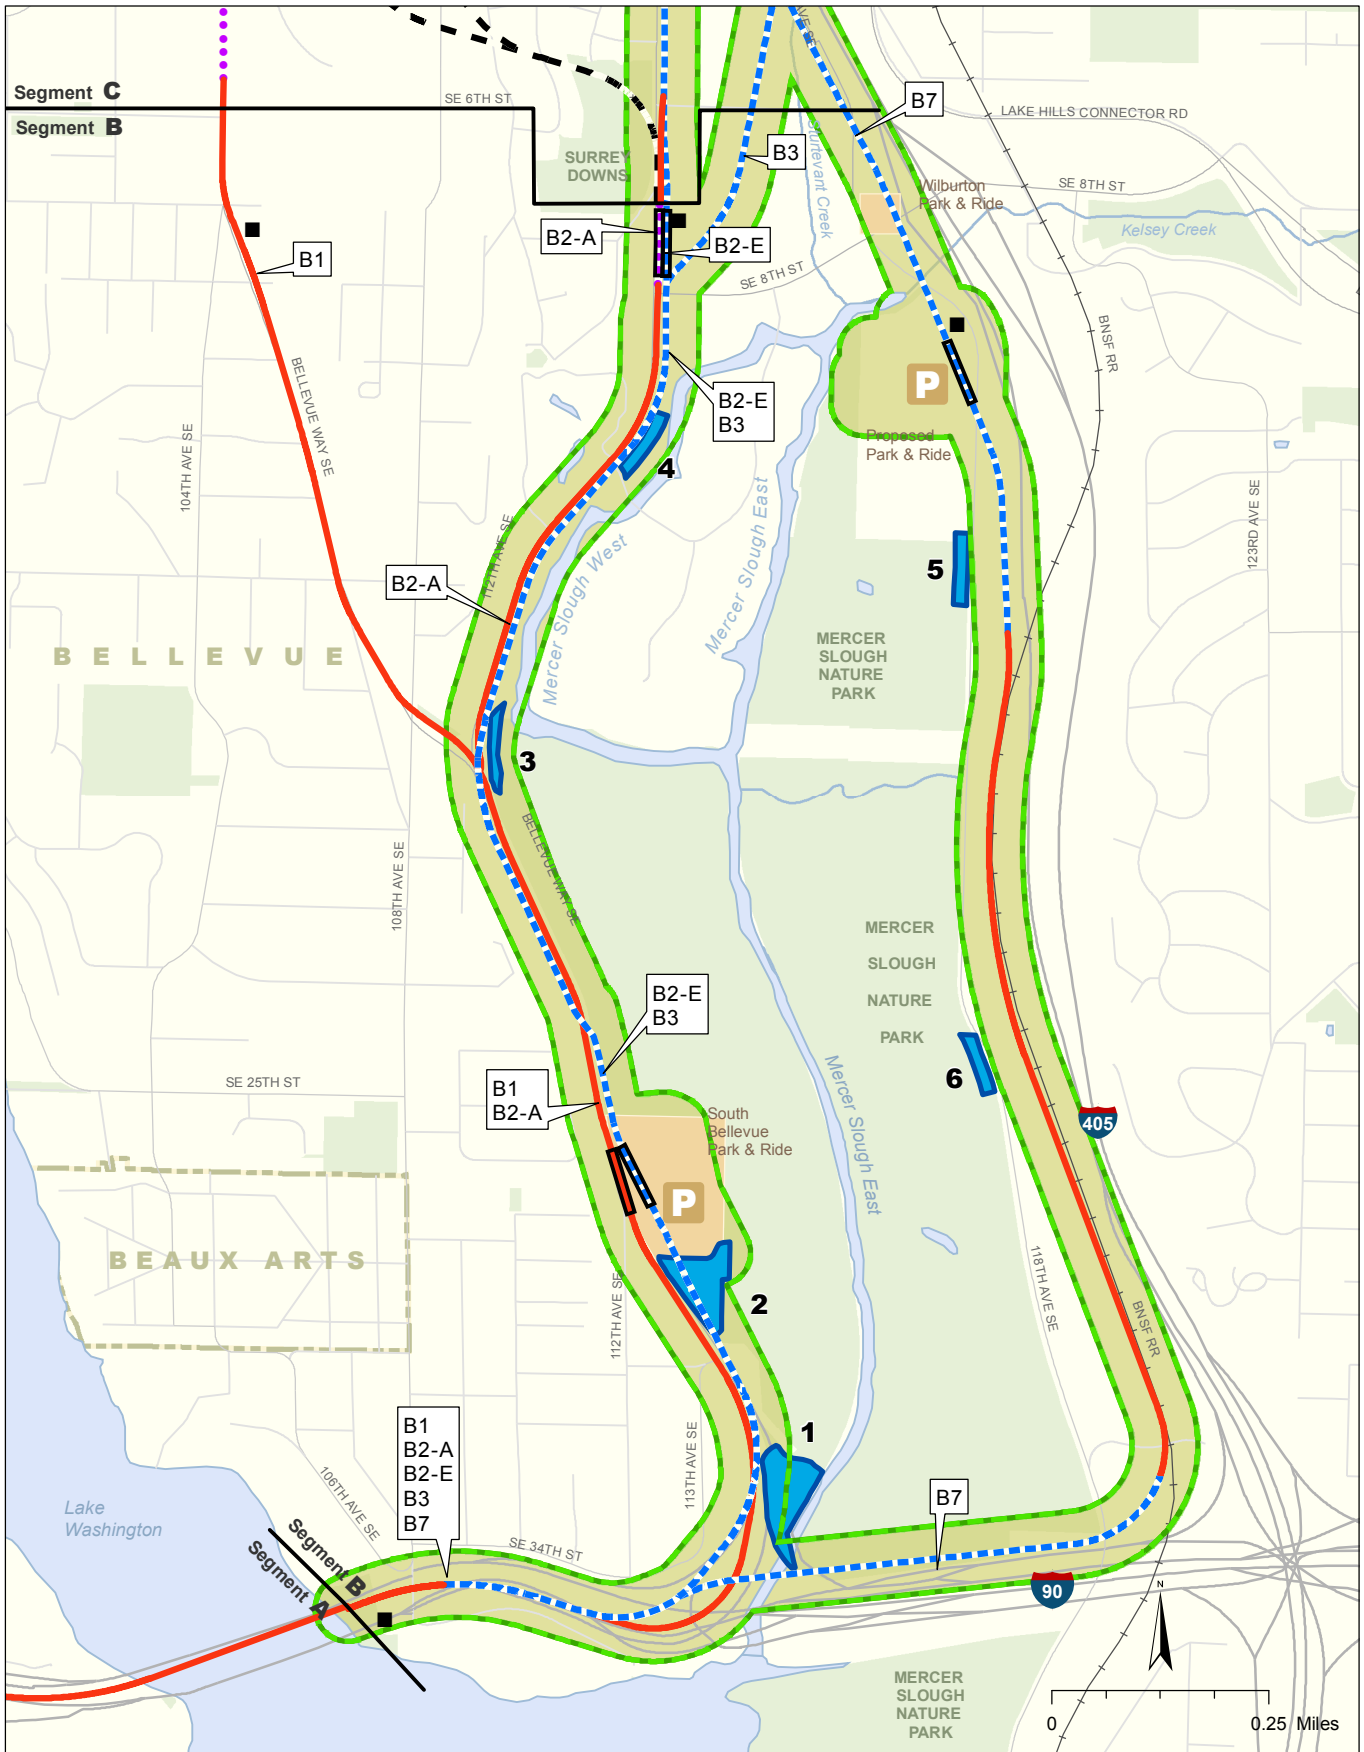 Segment C
Segment B
SE 6TH ST
AVE SE
B7
LAKE HILLS CONNECTOR RD
B3
SURREY
DOWNS
Sturtevant Creek
Wilburton
Park & Ride
SE 8TH ST
Kelsey Creek
B2-A
B2-E
B1
SE 8TH ST
BNSF RR
BELLEVUE WAY SE
P
B2-E
B3
104TH AVE SE
Proposed
Park & Ride
4
Mercer Slough East
123RD AVE SE
112TH AVE SE
Mercer Slough West
5
B2-A
MERCER
SLOUGH
NATURE
PARK
BELLEVUE
3
BELLEVUE WAY SE
108TH AVE SE
MERCER
SLOUGH
NATURE
PARK
B2-E
B3
SE 25TH ST
B1
B2-A
6
Mercer Slough East
405
South
Bellevue
Park & Ride
P
BEAUX ARTS
118TH AVE SE
112TH AVE SE
2
BNSF RR
B1
B2-A
B2-E
B3
B7
1
113TH AVE SE
106TH AVE SE
B7
Lake
Washington
SE 34TH ST
Segment B
Segment A
90
N
MERCER
SLOUGH
NATURE
PARK
0 0.25 Miles